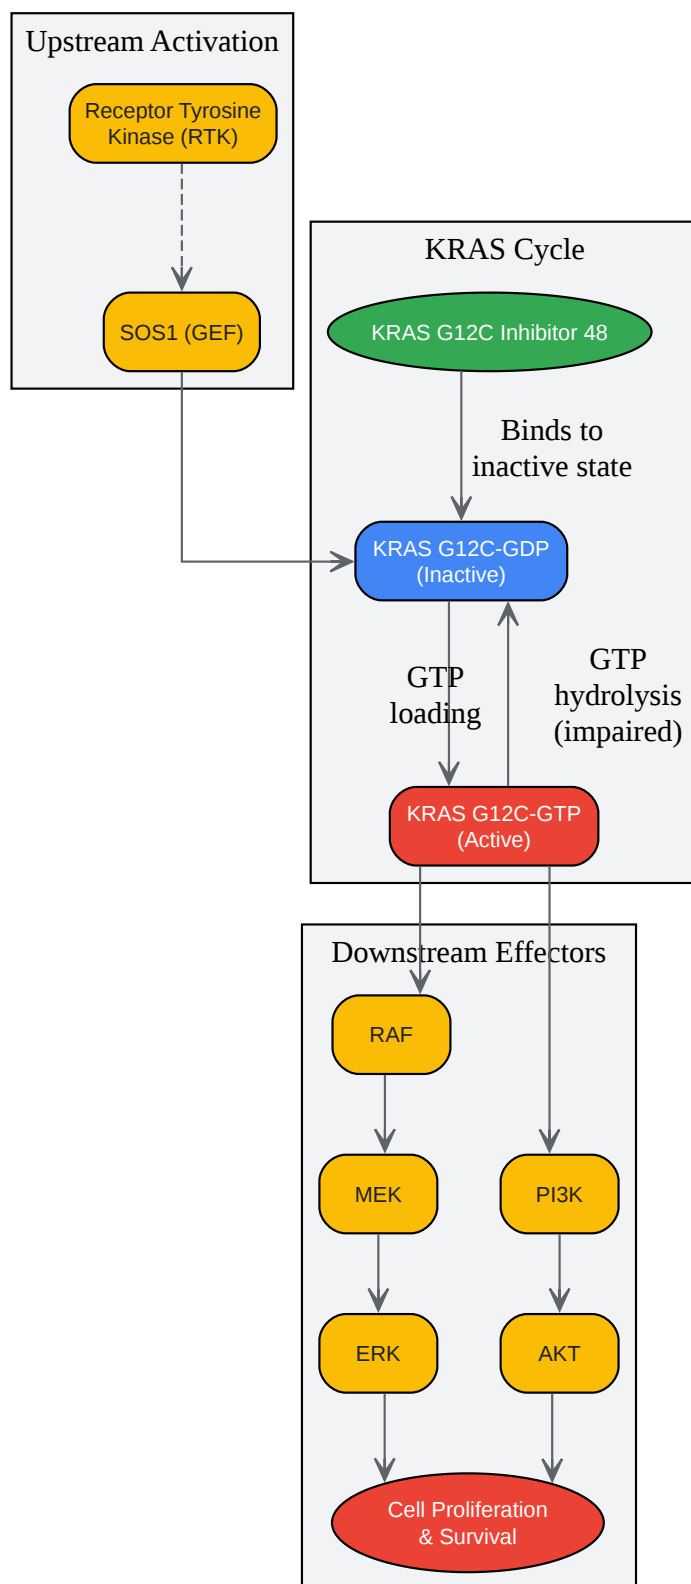 Upstream Activation
Receptor Tyrosine
Kinase (RTK)
SOS1 (GEF)
KRAS Cycle
KRAS G12C Inhibitor 48
Binds to
inactive state
KRAS G12C-GDP
(Inactive)
GTP
loading
GTP
hydrolysis
(impaired)
KRAS G12C-GTP
(Active)
Downstream Effectors
RAF
MEK
PI3K
ERK
AKT
Cell Proliferation
& Survival